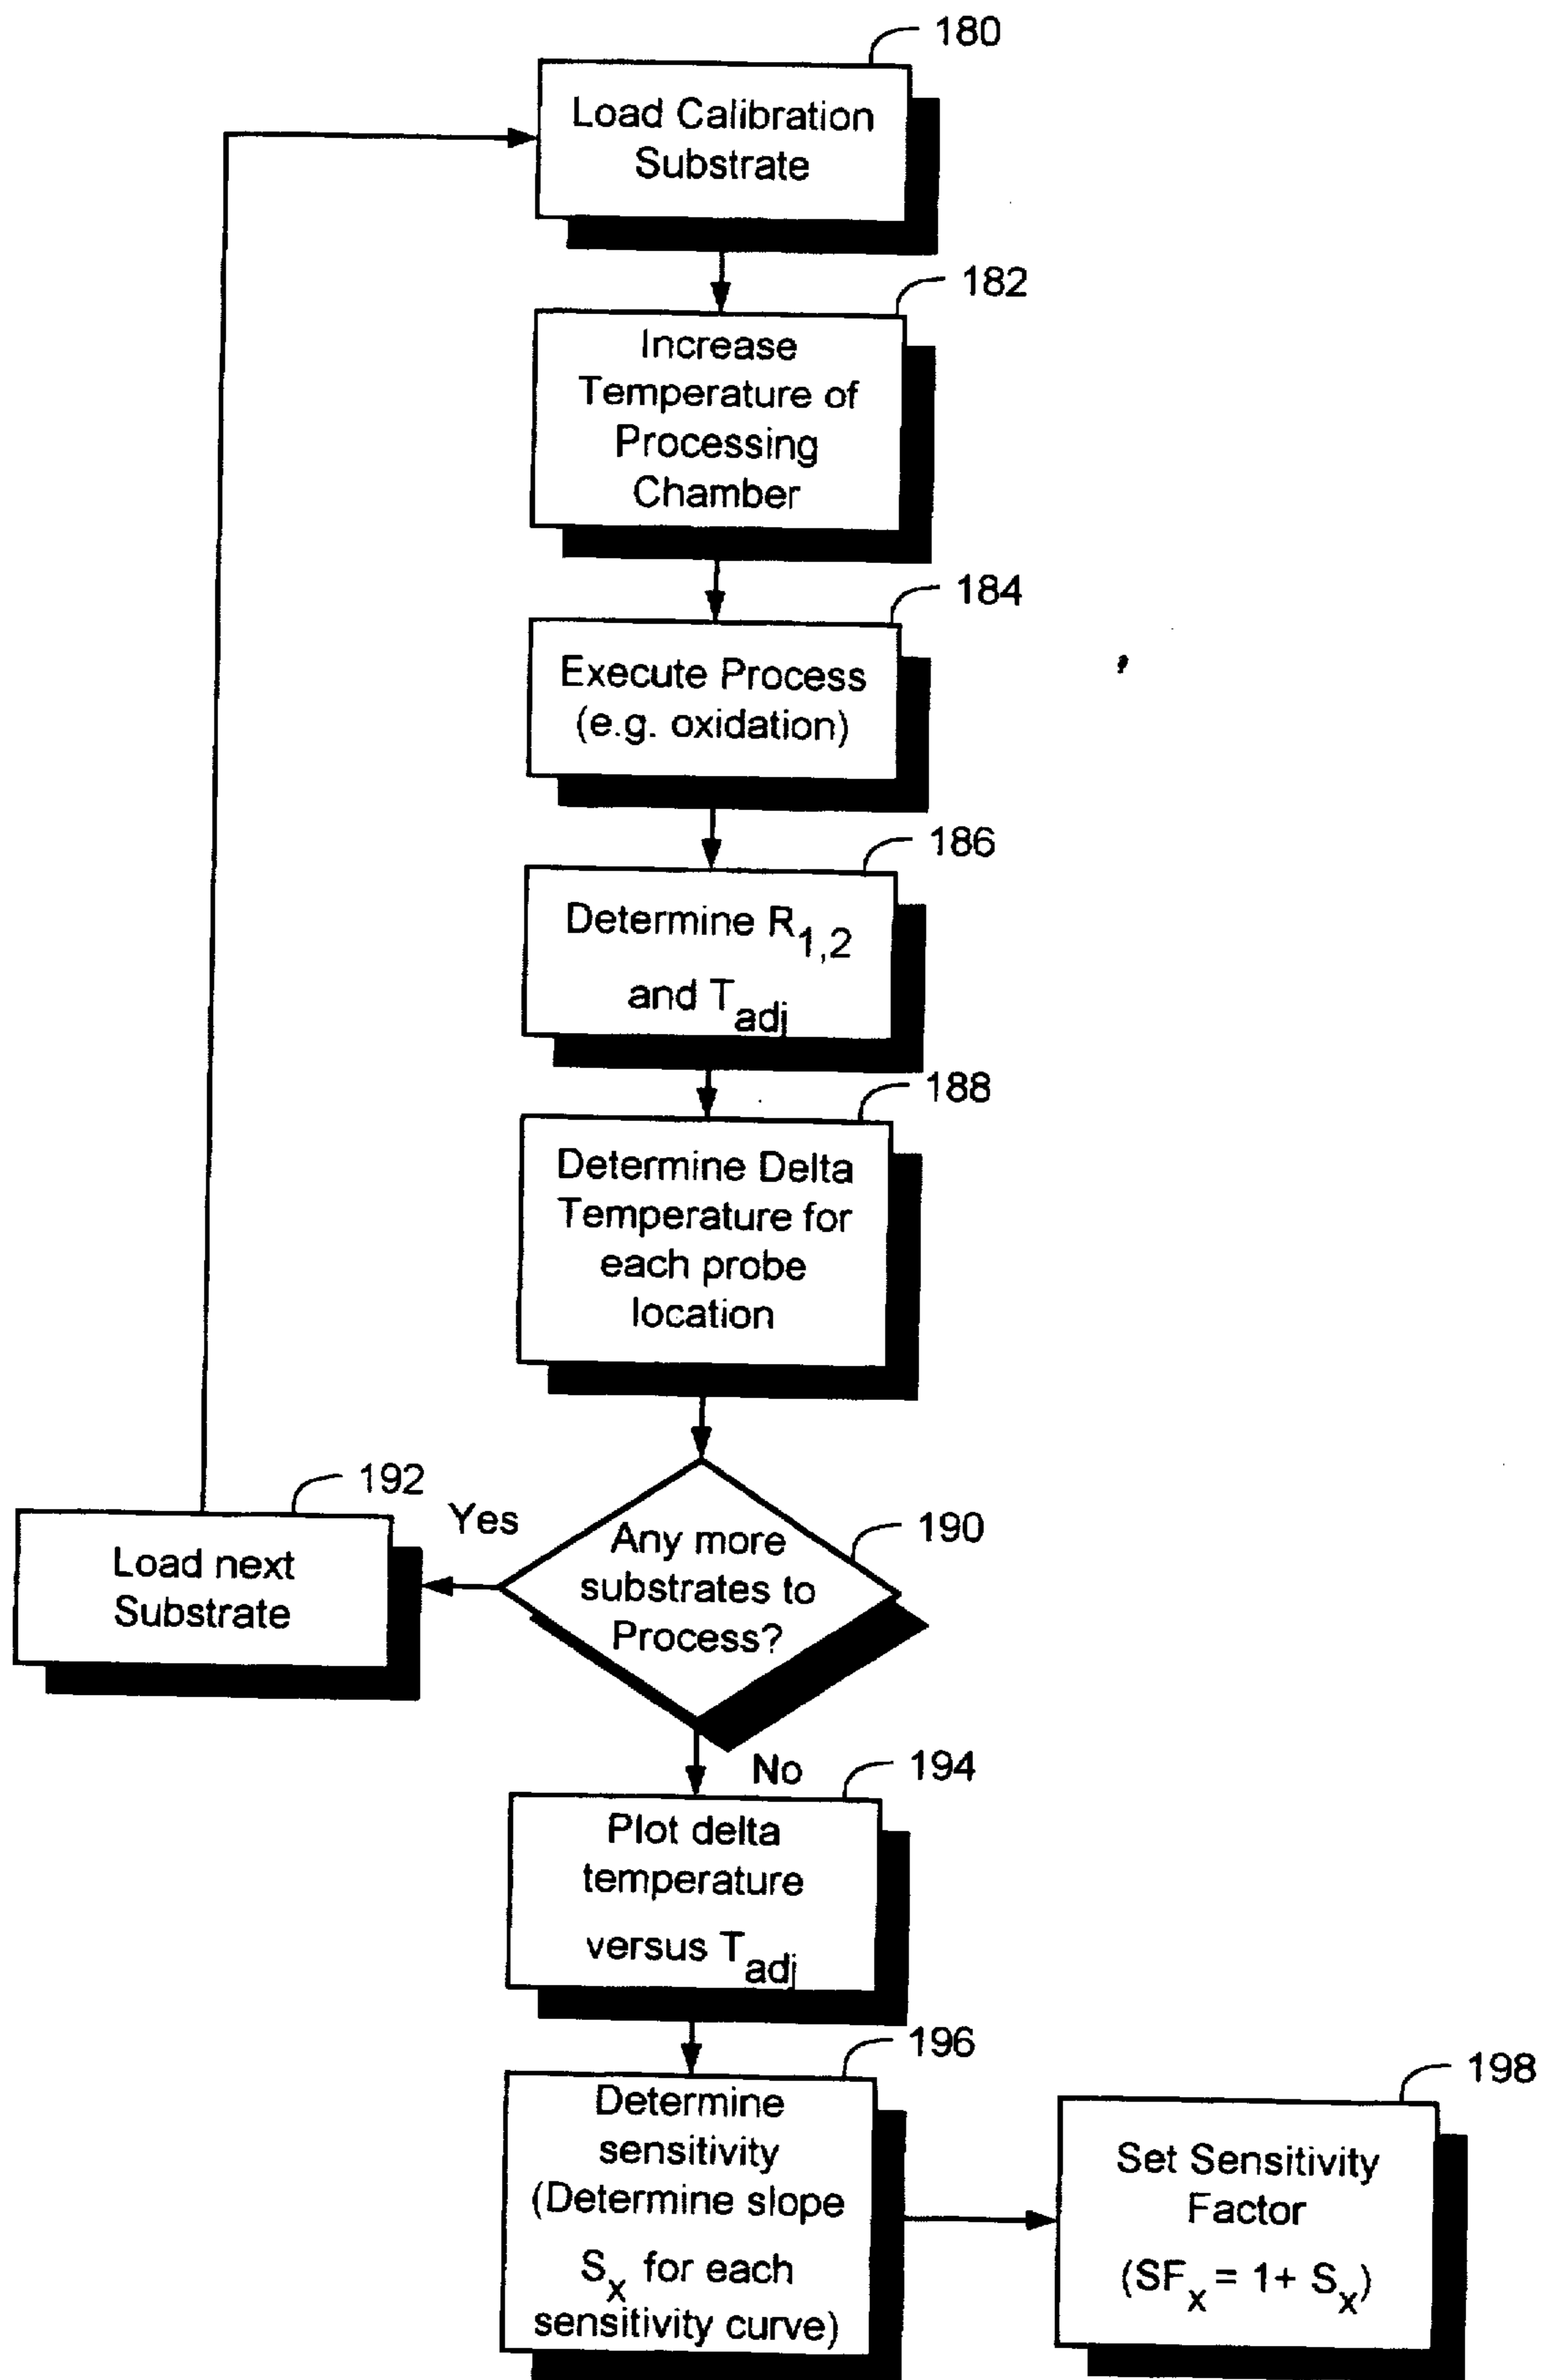 180
Load Calibration
Substrate
182
Increase
Temperature of
Processing
Chamber
184
Execute Process
(e.g. oxidation)
186
Determine R1,2
and Tadj
188
Determine Delta
Temperature for
each probe
location
190
Any more
substrates to
Process?
Yes
192
Load next
Substrate
No
194
Plot delta
temperature
versus Tadj
196
Determine
sensitivity
(Determine slope
Sx for each
sensitivity curve)
198
Set Sensitivity
Factor
(SFx = 1+ Sx)